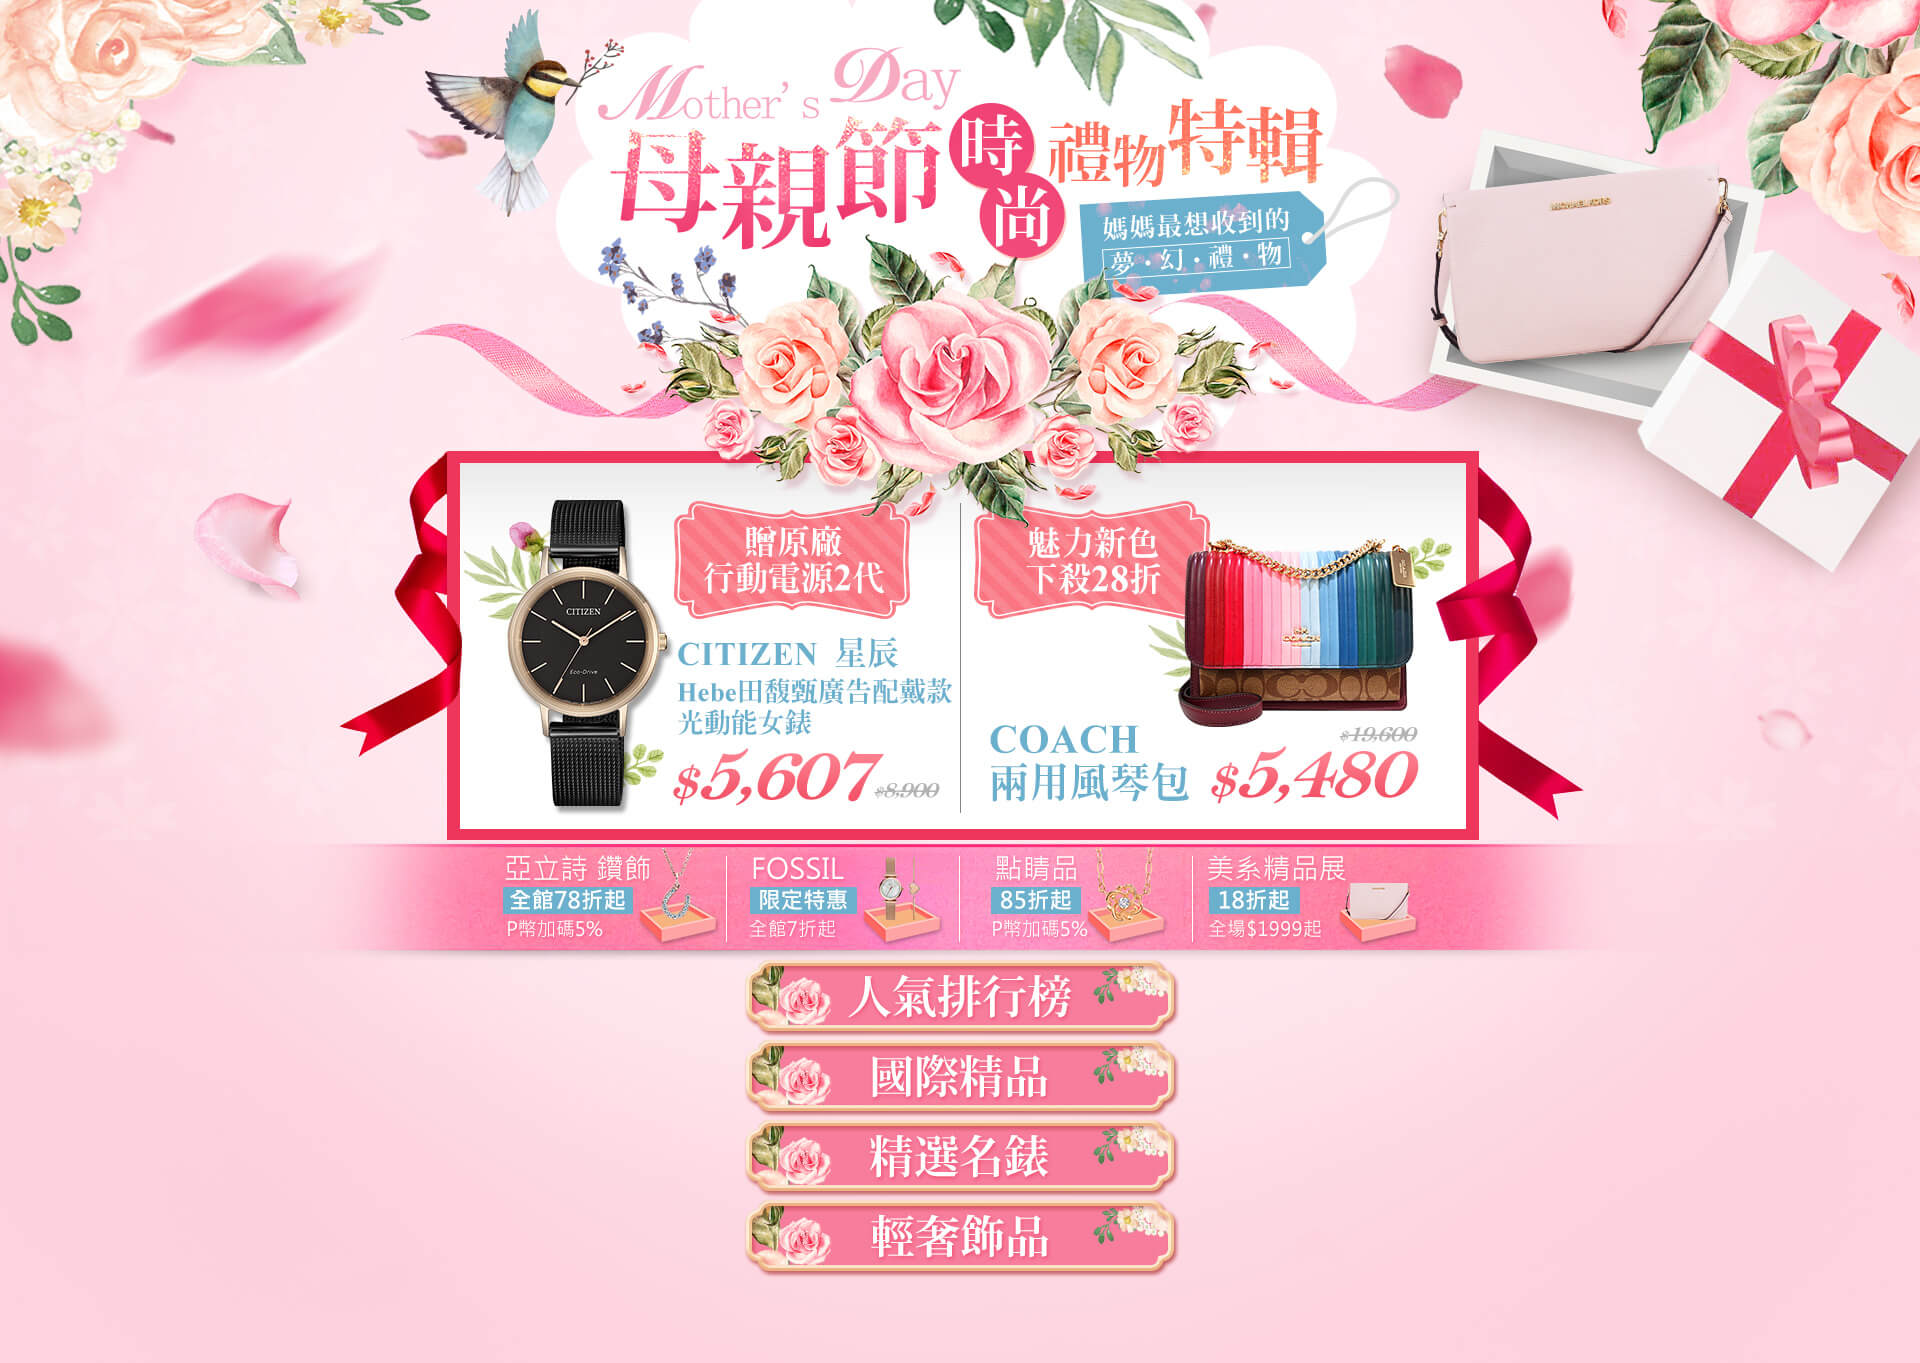 Mother's Day
母親節時尚禮物特輯
媽媽最想收到的
夢・幻・禮・物
MICHAEL KORS
贈原廠
行動電源2代
CITIZEN
Eco-Drive
CITIZEN 星辰
Hebe田馥甄廣告配戴款
光動能女錶
$5,607 $8,900
魅力新色
下殺28折
COACH
COACH
兩用風琴包
$19,600
$5,480
亞立詩 鑽飾
全館78折起
P幣加碼5%
FOSSIL
限定特惠
全館7折起
點睛品
85折起
P幣加碼5%
美系精品展
18折起
全場$1999起
人氣排行榜
國際精品
精選名錶
輕奢飾品